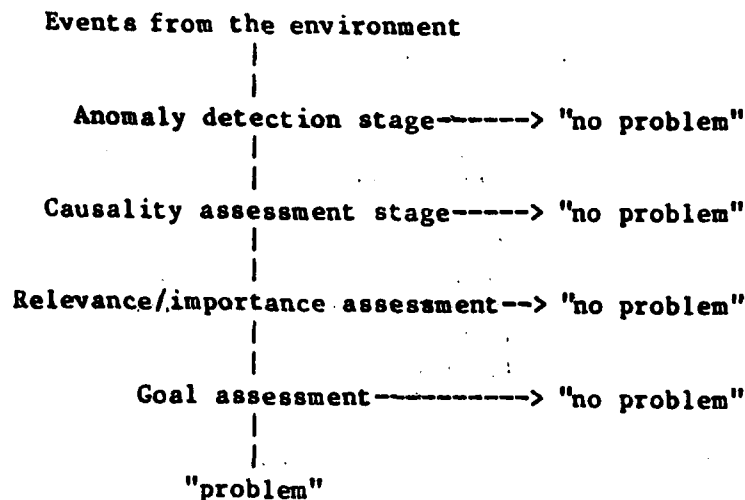 Events from the environment
Anomaly detection stage------> "no problem"
Causality assessment stage-----> "no problem"
Relevance/importance assessment--> "no problem"
Goal assessment-----------> "no problem"
"problem"